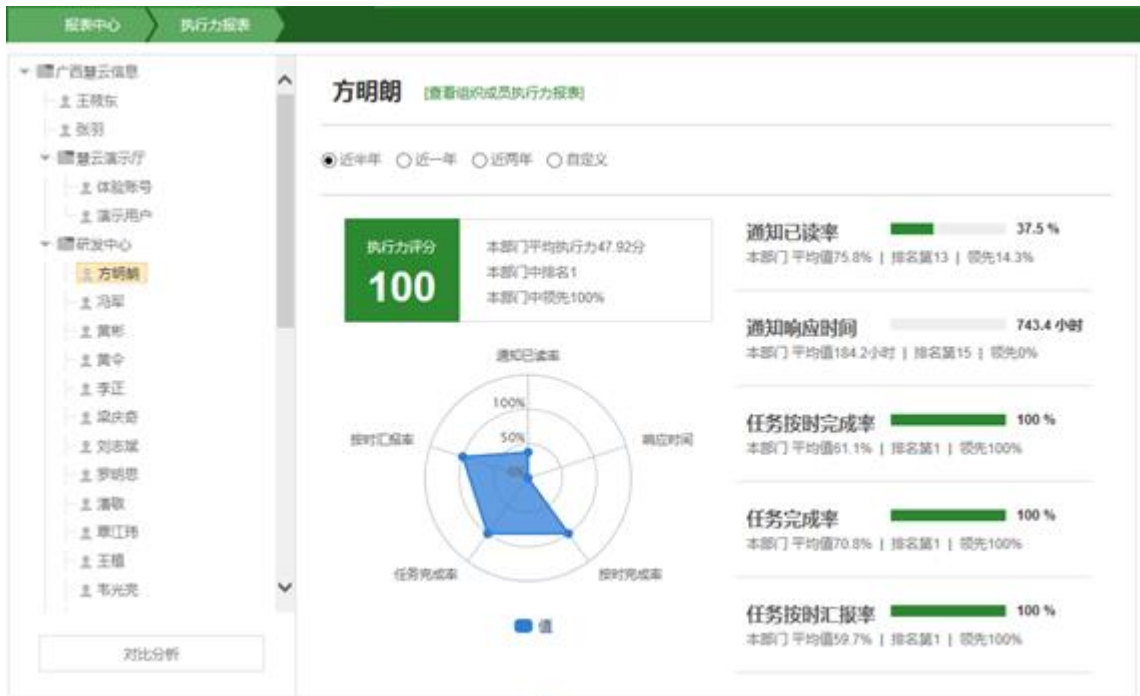 报表中心
执行力报表
广西慧云信息
王筱东
张羽
慧云演示厅
体验账号
演示用户
研发中心
方明朗
冯军
黄彬
黄令
李正
梁庆奇
刘志斌
罗明思
潘敬
覃江玮
王植
韦光亮
对比分析
方明朗 [查看组织成员执行力报表]
近半年 近一年 近两年 自定义
执行力评分
100
本部门平均执行力47.92分
本部门中排名1
本部门中领先100%
通知已读率
100%
50%
0%
按时汇报率
响应时间
任务完成率
按时完成率
值
通知已读率 37.5 %
本部门 平均值75.8% | 排名第13 | 领先14.3%
通知响应时间 743.4 小时
本部门 平均值184.2小时 | 排名第15 | 领先0%
任务按时完成率 100 %
本部门 平均值61.1% | 排名第1 | 领先100%
任务完成率 100 %
本部门 平均值70.8% | 排名第1 | 领先100%
任务按时汇报率 100 %
本部门 平均值59.7% | 排名第1 | 领先100%